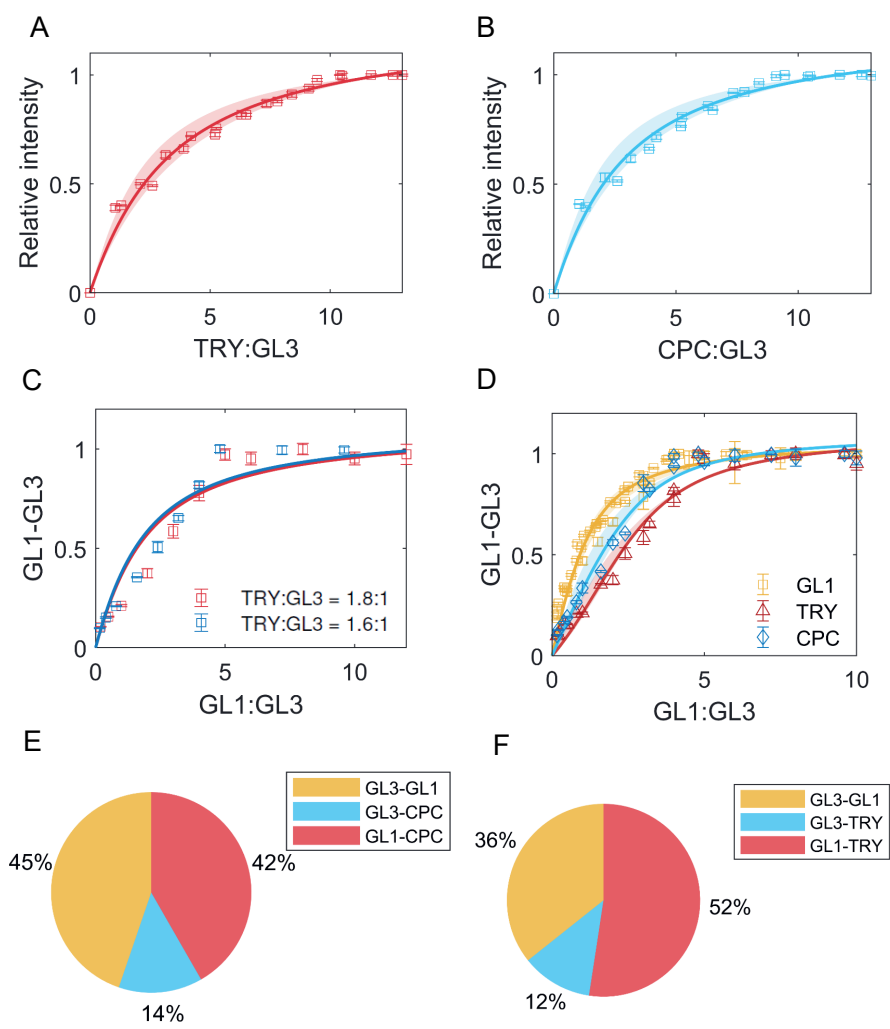 A
B
Relative intensity
1
0.5
0
0
5
10
TRY:GL3
Relative intensity
1
0.5
0
0
5
10
CPC:GL3
C
D
GL1-GL3
1
0.5
0
0
5
10
TRY:GL3 = 1.8:1
TRY:GL3 = 1.6:1
GL1:GL3
GL1-GL3
1
0.5
0
0
5
10
GL1
TRY
CPC
GL1:GL3
E
F
GL3-GL1
GL3-CPC
GL1-CPC
45%
42%
14%
GL3-GL1
GL3-TRY
GL1-TRY
36%
52%
12%